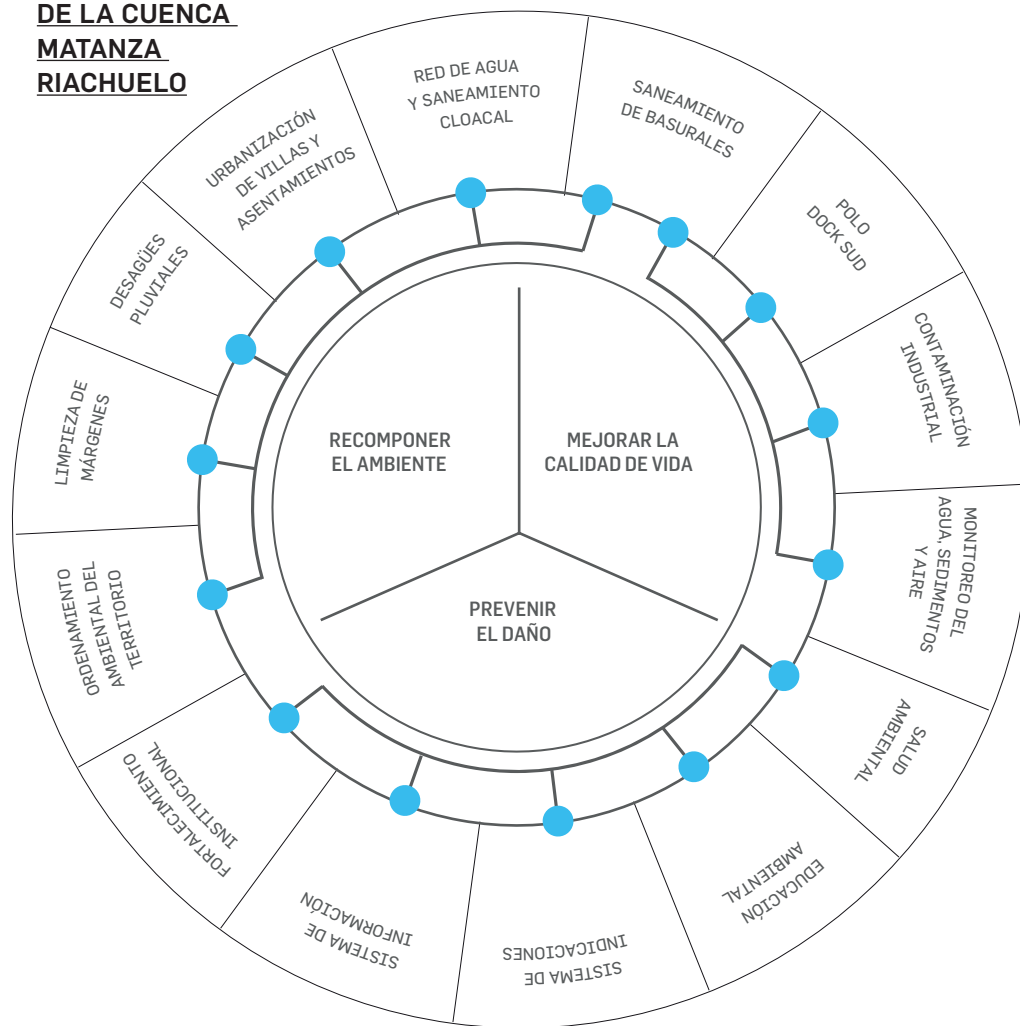 DE LA CUENCA
MATANZA
RIACHUELO
RED DE AGUA
Y SANEAMIENTO
CLOACAL
SANEAMIENTO
DE BASURALES
POLO
DOCK SUD
CONTAMINACIÓN
INDUSTRIAL
MONITOREO DEL
AGUA, SEDIMENTOS
Y AIRE
SALUD
AMBIENTAL
EDUCACIÓN
AMBIENTAL
SISTEMA DE
INDICACIONES
SISTEMA DE
INFORMACIÓN
FORTALECIMIENTO
INSTITUCIONAL
ORDENAMIENTO
AMBIENTAL DEL
TERRITORIO
LIMPIEZA DE
MÁRGENES
DESAGÜES
PLUVIALES
URBANIZACIÓN
DE VILLAS Y
ASENTAMIENTOS
RECOMPONER
EL AMBIENTE
MEJORAR LA
CALIDAD DE VIDA
PREVENIR
EL DAÑO